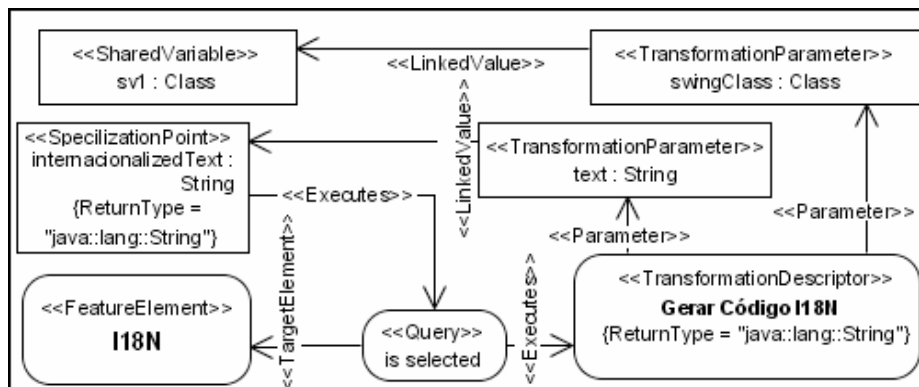 <<SharedVariable>>
sv1 : Class
<<LinkedValue>>
<<TransformationParameter>>
swingClass : Class
<<SpecilizationPoint>>
internacionalizedText :
String
{ReturnType =
"java::lang::String"}
<<Executes>>
<<LinkedValue>>
<<TransformationParameter>>
text : String
<<Parameter>>
<<Parameter>>
<<FeatureElement>>
I18N
<<TargetElement>>
<<Query>>
is selected
<<Executes>>
<<TransformationDescriptor>>
Gerar Código I18N
{ReturnType = "java::lang::String"}